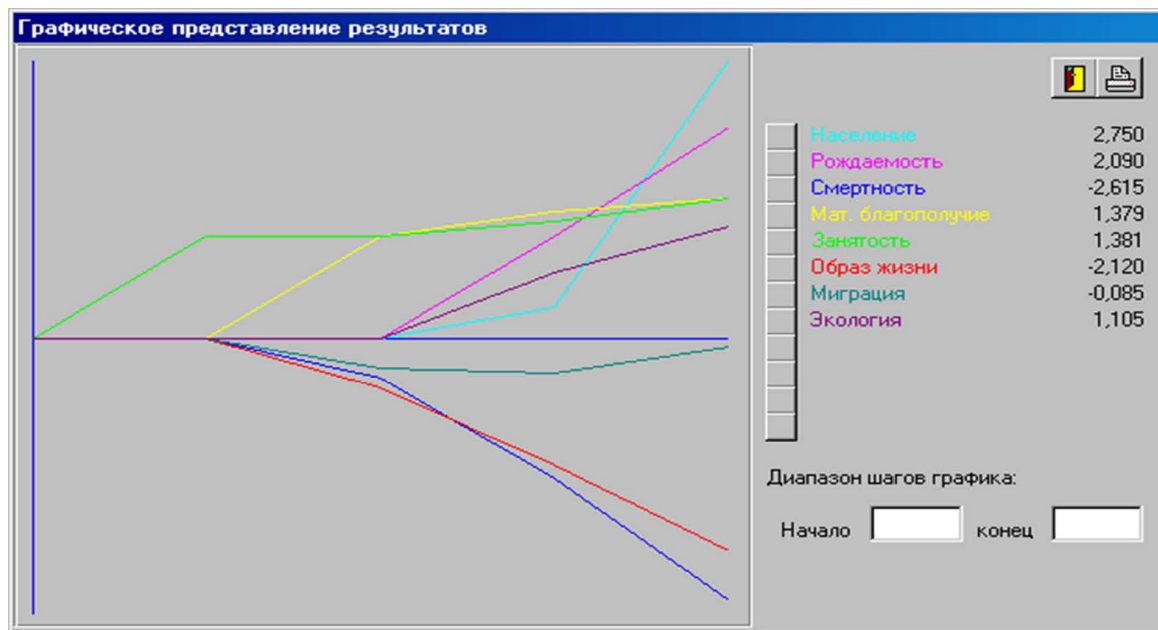 Графическое представление результатов
Население 2,750
Рождаемость 2,090
Смертность -2,615
Мат. благополучие 1,379
Занятость 1,381
Образ жизни -2,120
Миграция -0,085
Экология 1,105
Диапазон шагов графика:
Начало конец